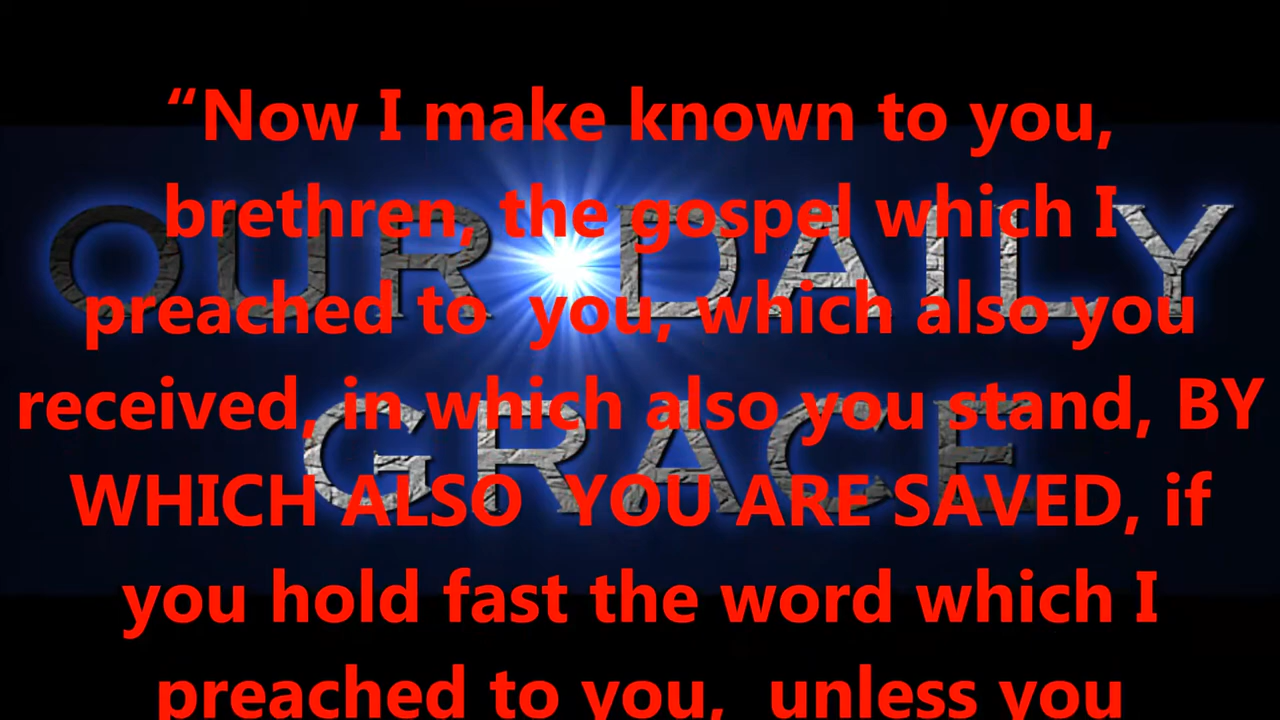 “Now I make known to you,
brethren, the gospel which I
preached to  you, which also you
received, in which also you stand, BY
WHICH ALSO  YOU ARE SAVED, if
you hold fast the word which I
preached to you,  unless you
OUR DAILY
GRACE